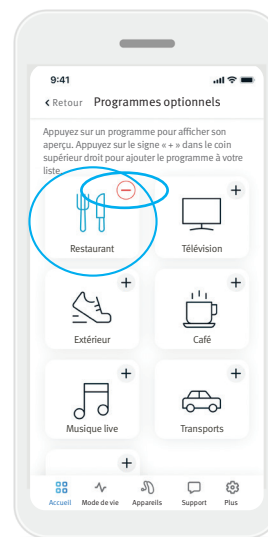 9:41
Retour Programmes optionnels
Appuyez sur un programme pour afficher son
aperçu. Appuyez sur le signe « + » dans le coin
supérieur droit pour ajouter le programme à votre
liste.
Restaurant Télévision
Extérieur Café
Musique live Transports
Accueil Mode de vie Appareils Support Plus